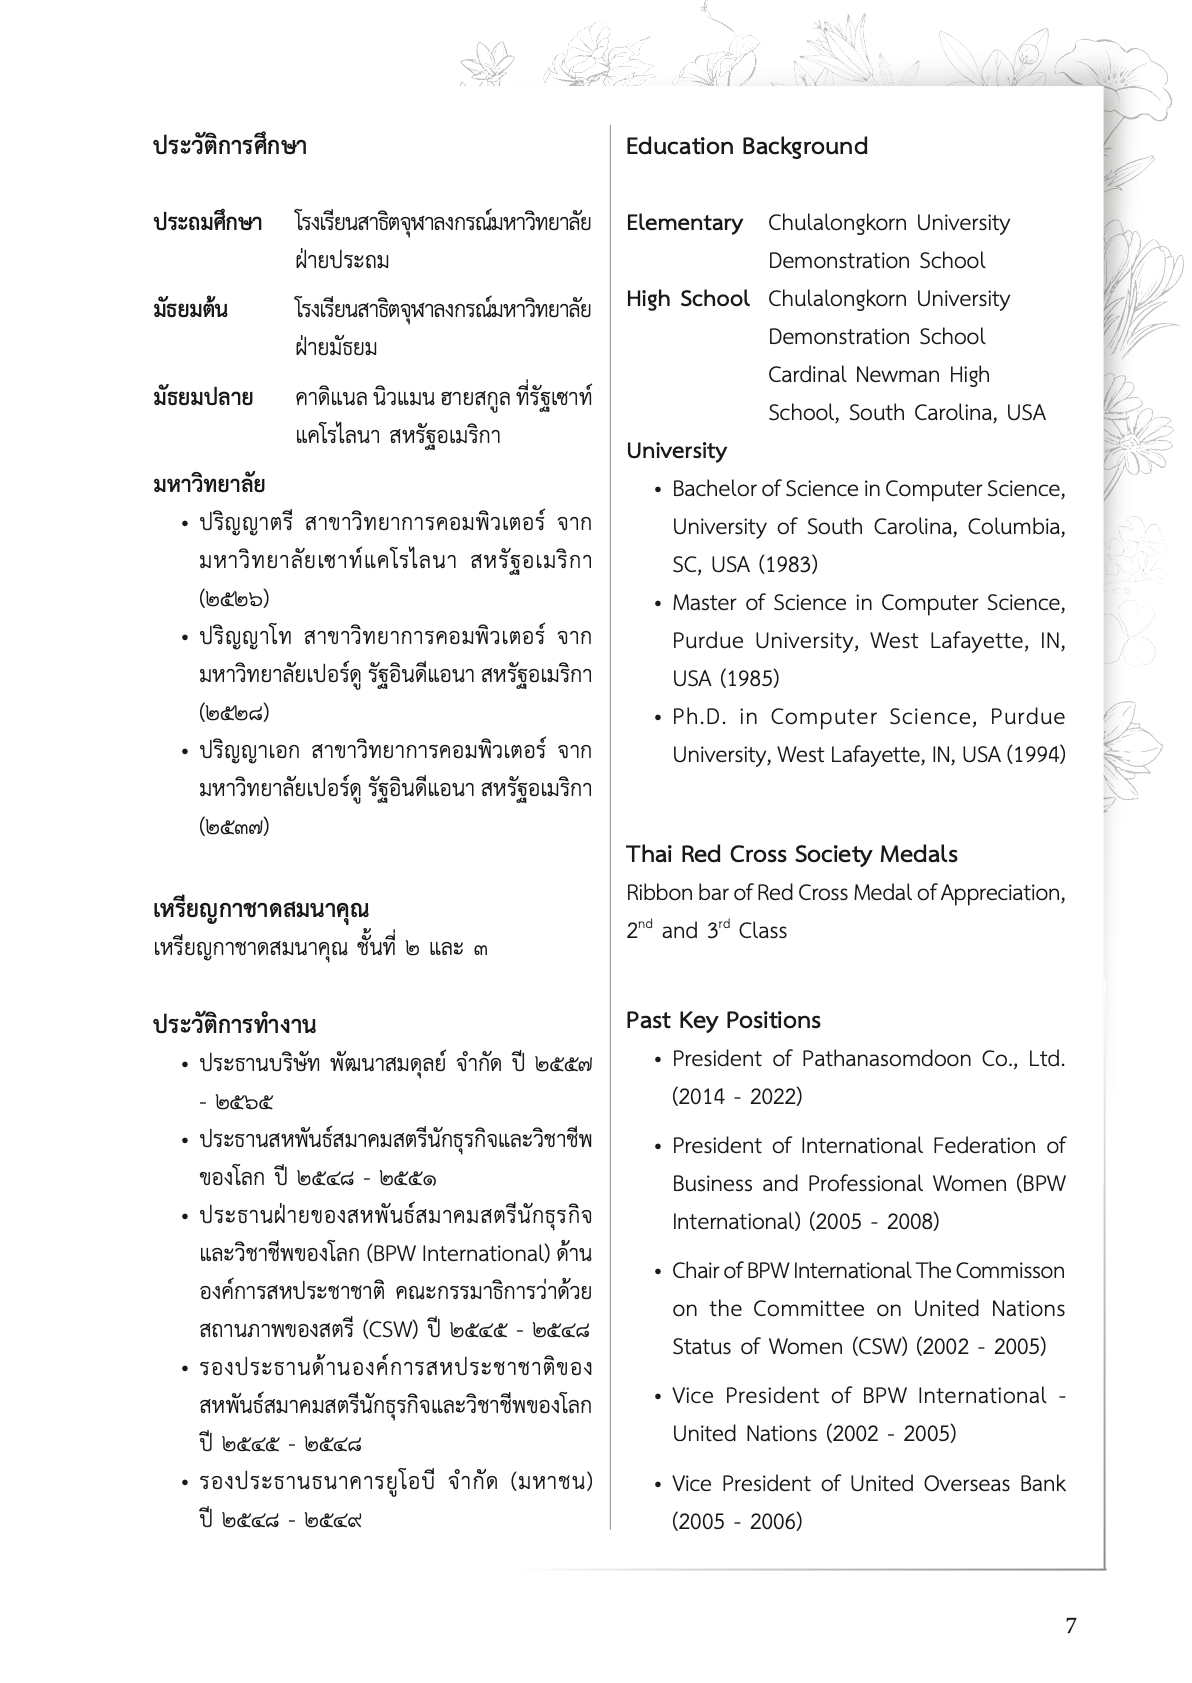 ประวัติการศึกษา
ประถมศึกษา โรงเรียนสาธิตจุฬาลงกรณ์มหาวิทยาลัย
ฝ่ายประถม
มัธยมต้น โรงเรียนสาธิตจุฬาลงกรณ์มหาวิทยาลัย
ฝ่ายมัธยม
มัธยมปลาย คาดิแนล นิวแมน ฮายสกูล ที่รัฐเซาท์
แคโรไลนา สหรัฐอเมริกา
มหาวิทยาลัย
• ปริญญาตรี สาขาวิทยาการคอมพิวเตอร์ จาก
มหาวิทยาลัยเซาท์แคโรไลนา สหรัฐอเมริกา
(๒๕๒๖)
• ปริญญาโท สาขาวิทยาการคอมพิวเตอร์ จาก
มหาวิทยาลัยเปอร์ดู รัฐอินดีแอนา สหรัฐอเมริกา
(๒๕๒๘)
• ปริญญาเอก สาขาวิทยาการคอมพิวเตอร์ จาก
มหาวิทยาลัยเปอร์ดู รัฐอินดีแอนา สหรัฐอเมริกา
(๒๕๓๗)
เหรียญกาชาดสมนาคุณ
เหรียญกาชาดสมนาคุณ ชั้นที่ ๒ และ ๓
ประวัติการทำงาน
• ประธานบริษัท พัฒนาสมดุลย์ จำกัด ปี ๒๕๕๗
- ๒๕๖๕
• ประธานสหพันธ์สมาคมสตรีนักธุรกิจและวิชาชีพ
ของโลก ปี ๒๕๔๘ - ๒๕๕๑
• ประธานฝ่ายของสหพันธ์สมาคมสตรีนักธุรกิจ
และวิชาชีพของโลก (BPW International) ด้าน
องค์การสหประชาชาติ คณะกรรมาธิการว่าด้วย
สถานภาพของสตรี (CSW) ปี ๒๕๔๕ - ๒๕๔๘
• รองประธานด้านองค์การสหประชาชาติของ
สหพันธ์สมาคมสตรีนักธุรกิจและวิชาชีพของโลก
ปี ๒๕๔๕ - ๒๕๔๘
• รองประธานธนาคารยูโอบี จำกัด (มหาชน)
ปี ๒๕๔๘ - ๒๕๔๙
Education Background
Elementary Chulalongkorn University
Demonstration School
High School Chulalongkorn University
Demonstration School
Cardinal Newman High
School, South Carolina, USA
University
• Bachelor of Science in Computer Science,
University of South Carolina, Columbia,
SC, USA (1983)
• Master of Science in Computer Science,
Purdue University, West Lafayette, IN,
USA (1985)
• Ph.D. in Computer Science, Purdue
University, West Lafayette, IN, USA (1994)
Thai Red Cross Society Medals
Ribbon bar of Red Cross Medal of Appreciation,
2nd and 3rd Class
Past Key Positions
• President of Pathanasomdoon Co., Ltd.
(2014 - 2022)
• President of International Federation of
Business and Professional Women (BPW
International) (2005 - 2008)
• Chair of BPW International The Commisson
on the Committee on United Nations
Status of Women (CSW) (2002 - 2005)
• Vice President of BPW International -
United Nations (2002 - 2005)
• Vice President of United Overseas Bank
(2005 - 2006)
7